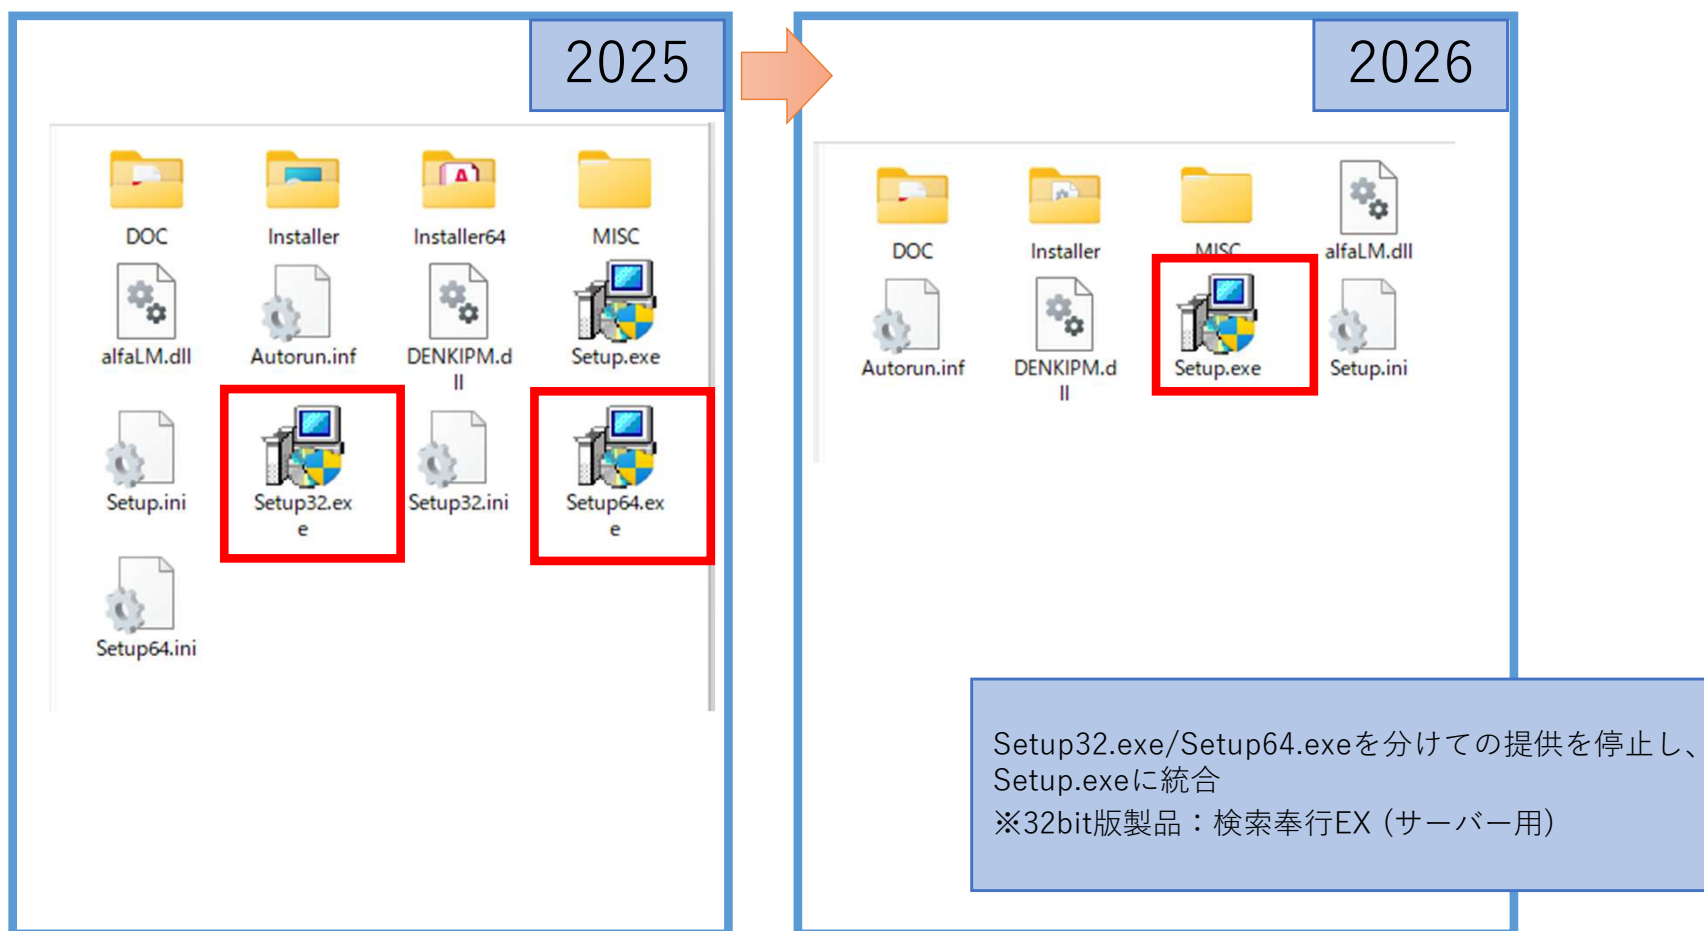 2025
DOC
Installer
Installer64
MISC
alfaLM.dll
Autorun.inf
DENKIPM.d
ll
Setup.exe
Setup.ini
Setup32.ex
e
Setup32.ini
Setup64.ex
e
Setup64.ini
2026
DOC
Installer
MISC
alfaLM.dll
Autorun.inf
DENKIPM.d
ll
Setup.exe
Setup.ini
Setup32.exe/Setup64.exeを分けての提供を停止し、
Setup.exeに統合
※32bit版製品：検索奉行EX (サーバー用)